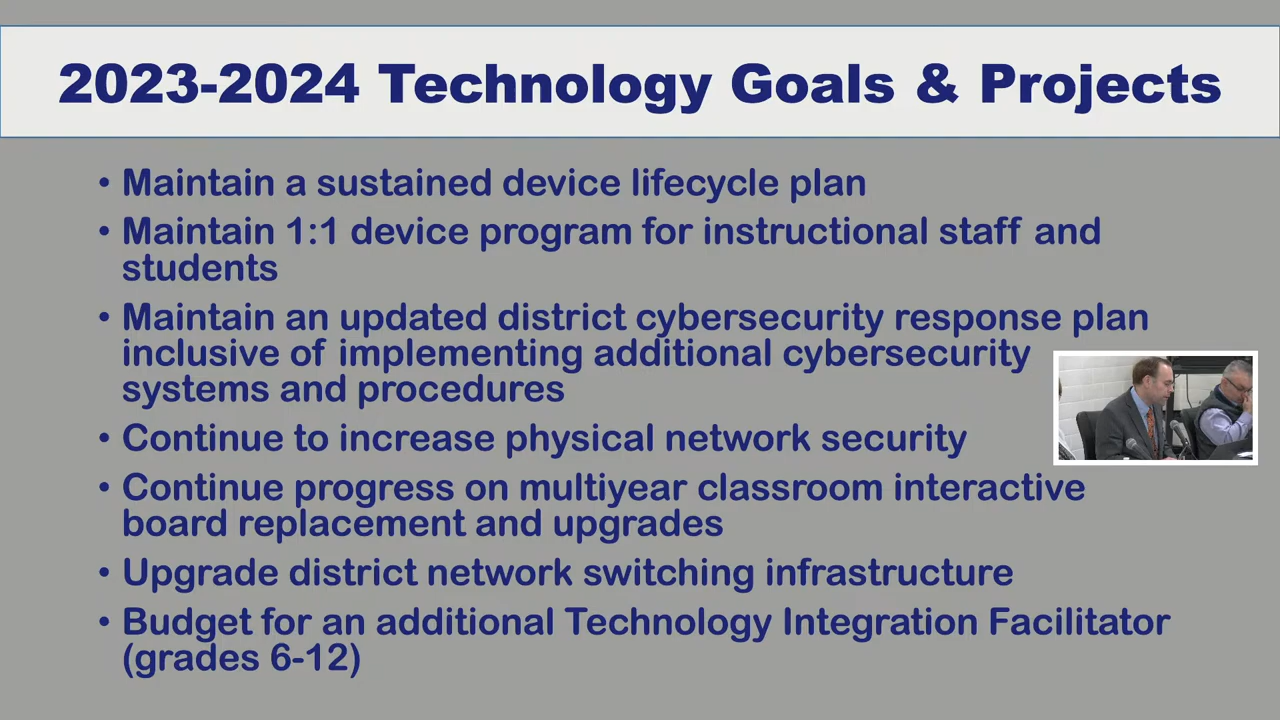 2023-2024 Technology Goals & Projects
• Maintain a sustained device lifecycle plan
• Maintain 1:1 device program for instructional staff and
students
• Maintain an updated district cybersecurity response plan
inclusive of implementing additional cybersecurity
systems and procedures
• Continue to increase physical network security
• Continue progress on multiyear classroom interactive
board replacement and upgrades
• Upgrade district network switching infrastructure
• Budget for an additional Technology Integration Facilitator
(grades 6-12)